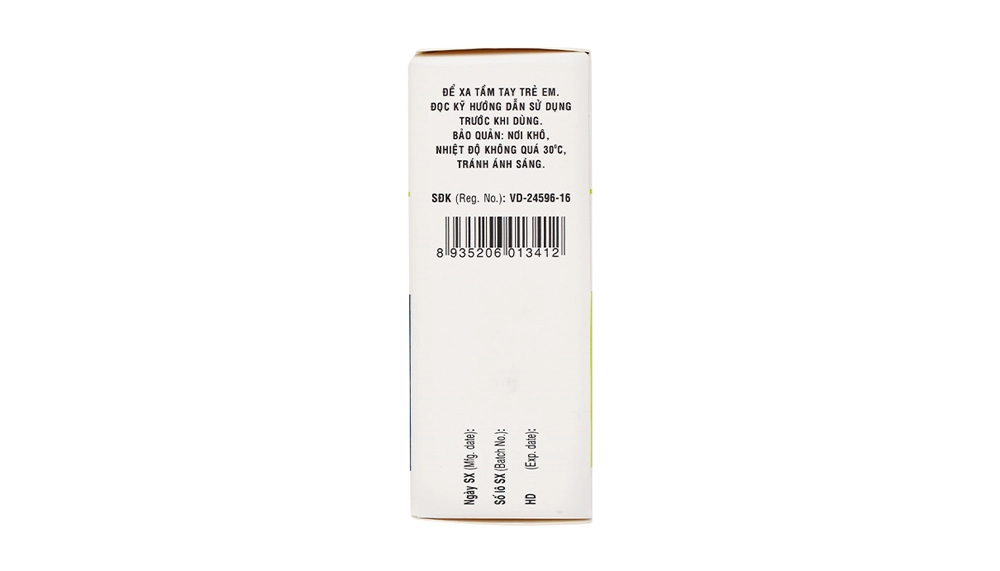 ĐỂ XA TẦM TAY TRẺ EM.
ĐỌC KỸ HƯỚNG DẪN SỬ DỤNG
TRƯỚC KHI DÙNG.
BẢO QUẢN: NƠI KHÔ,
NHIỆT ĐỘ KHÔNG QUÁ 30°C,
TRÁNH ÁNH SÁNG.
SĐK (Reg. No.): VD-24596-16
8 935206 013412
Ngày SX (Mfg. date):
Số lô SX (Batch No.):
HD (Exp. date):